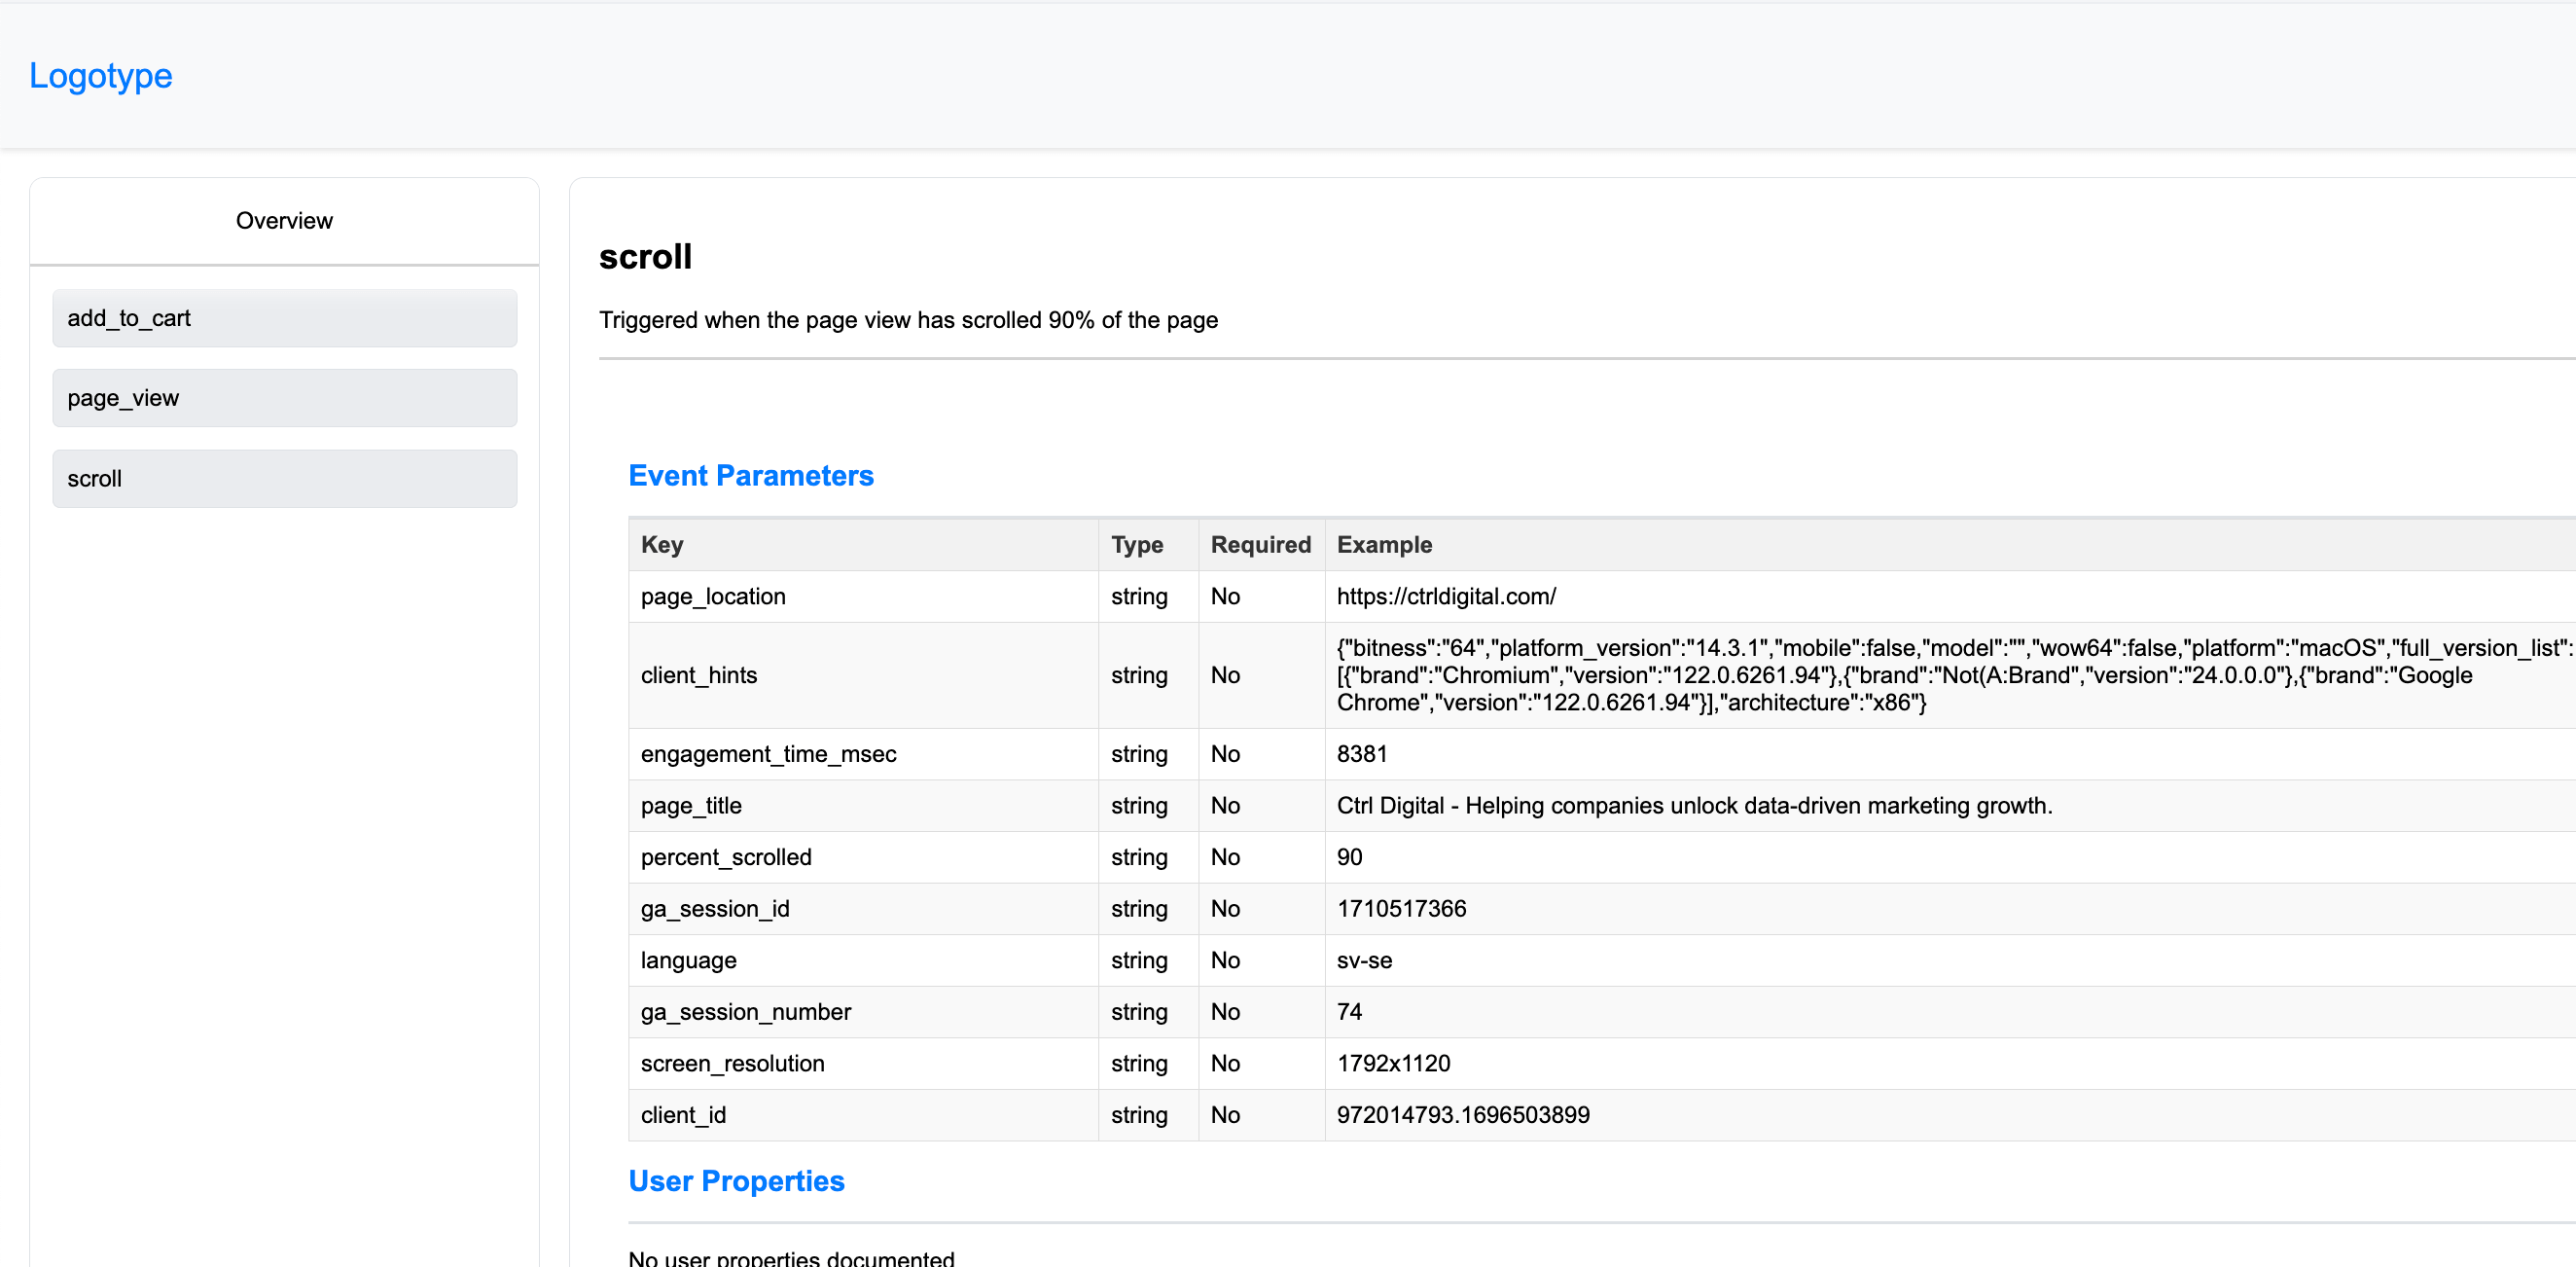 Logotype
Overview
add_to_cart
page_view
scroll
scroll
Triggered when the page view has scrolled 90% of the page
Event Parameters
Key Type Required Example
page_location string No https://ctrldigital.com/
client_hints string No {"bitness":"64","platform_version":"14.3.1","mobile":false,"model":"","wow64":false,"platform":"macOS","full_version_list":
[{"brand":"Chromium","version":"122.0.6261.94"},{"brand":"Not(A:Brand","version":"24.0.0.0"},{"brand":"Google
Chrome","version":"122.0.6261.94"}],"architecture":"x86"}
engagement_time_msec string No 8381
page_title string No Ctrl Digital - Helping companies unlock data-driven marketing growth.
percent_scrolled string No 90
ga_session_id string No 1710517366
language string No sv-se
ga_session_number string No 74
screen_resolution string No 1792x1120
client_id string No 972014793.1696503899
User Properties
No user properties documented